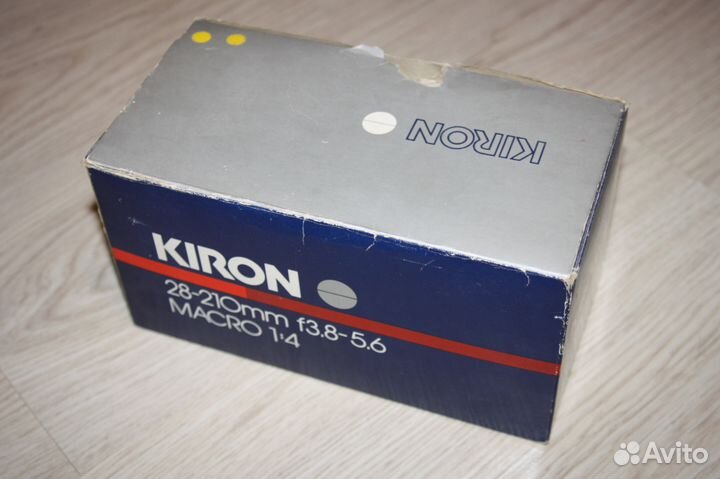 KIRON
KIRON
28-210mm f3.8-5.6
MACRO 1:4
Avito